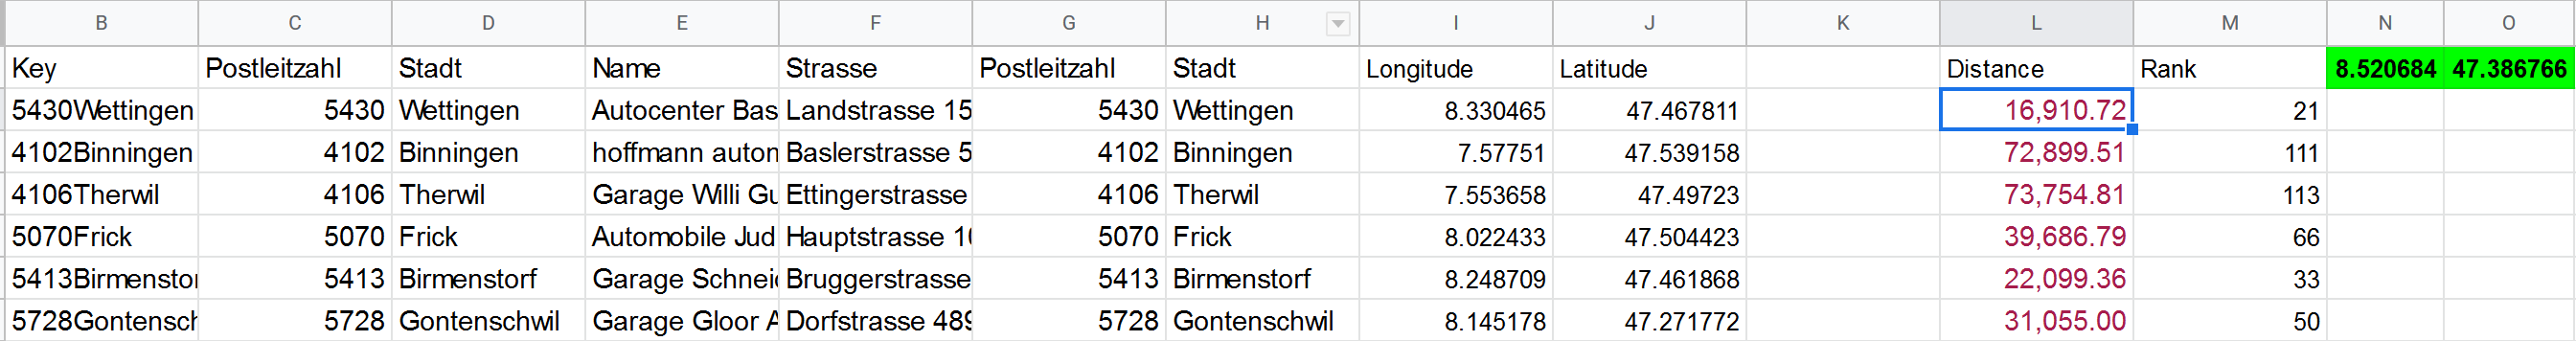 B C D E F G H I J K L M N O
Key Postleitzahl Stadt Name Strasse Postleitzahl Stadt Longitude Latitude Distance Rank 8.520684 47.386766
5430Wettingen 5430 Wettingen Autocenter Bas Landstrasse 15 5430 Wettingen 8.330465 47.467811 16,910.72 21
4102Binningen 4102 Binningen hoffmann auton Baslerstrasse 5 4102 Binningen 7.57751 47.539158 72,899.51 111
4106Therwil 4106 Therwil Garage Willi Gu Ettingerstrasse 4106 Therwil 7.553658 47.49723 73,754.81 113
5070Frick 5070 Frick Automobile Jud Hauptstrasse 10 5070 Frick 8.022433 47.504423 39,686.79 66
5413Birmenstor 5413 Birmenstorf Garage Schneid Bruggerstrasse 5413 Birmenstorf 8.248709 47.461868 22,099.36 33
5728Gontensch 5728 Gontenschwil Garage Gloor A Dorfstrasse 489 5728 Gontenschwil 8.145178 47.271772 31,055.00 50